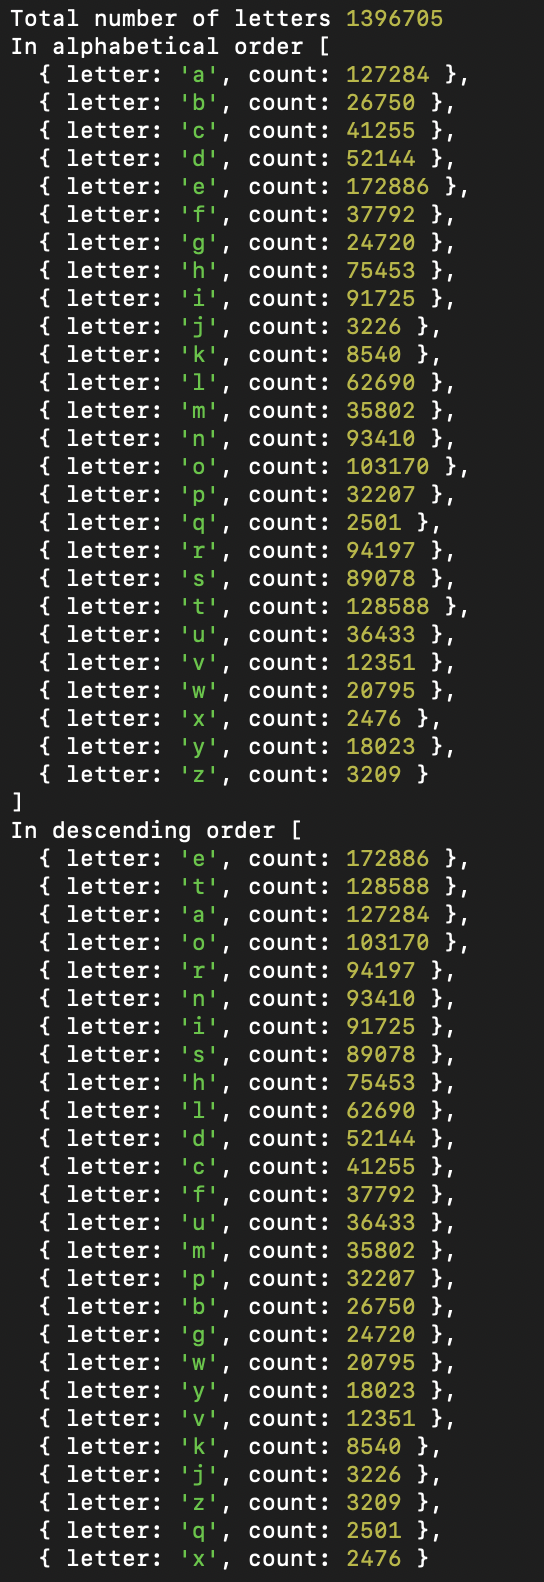 Total number of letters 1396705
In alphabetical order [
  { letter: 'a', count: 127284 },
  { letter: 'b', count: 26750 },
  { letter: 'c', count: 41255 },
  { letter: 'd', count: 52144 },
  { letter: 'e', count: 172886 },
  { letter: 'f', count: 37792 },
  { letter: 'g', count: 24720 },
  { letter: 'h', count: 75453 },
  { letter: 'i', count: 91725 },
  { letter: 'j', count: 3226 },
  { letter: 'k', count: 8540 },
  { letter: 'l', count: 62690 },
  { letter: 'm', count: 35802 },
  { letter: 'n', count: 93410 },
  { letter: 'o', count: 103170 },
  { letter: 'p', count: 32207 },
  { letter: 'q', count: 2501 },
  { letter: 'r', count: 94197 },
  { letter: 's', count: 89078 },
  { letter: 't', count: 128588 },
  { letter: 'u', count: 36433 },
  { letter: 'v', count: 12351 },
  { letter: 'w', count: 20795 },
  { letter: 'x', count: 2476 },
  { letter: 'y', count: 18023 },
  { letter: 'z', count: 3209 }
]
In descending order [
  { letter: 'e', count: 172886 },
  { letter: 't', count: 128588 },
  { letter: 'a', count: 127284 },
  { letter: 'o', count: 103170 },
  { letter: 'r', count: 94197 },
  { letter: 'n', count: 93410 },
  { letter: 'i', count: 91725 },
  { letter: 's', count: 89078 },
  { letter: 'h', count: 75453 },
  { letter: 'l', count: 62690 },
  { letter: 'd', count: 52144 },
  { letter: 'c', count: 41255 },
  { letter: 'f', count: 37792 },
  { letter: 'u', count: 36433 },
  { letter: 'm', count: 35802 },
  { letter: 'p', count: 32207 },
  { letter: 'b', count: 26750 },
  { letter: 'g', count: 24720 },
  { letter: 'w', count: 20795 },
  { letter: 'y', count: 18023 },
  { letter: 'v', count: 12351 },
  { letter: 'k', count: 8540 },
  { letter: 'j', count: 3226 },
  { letter: 'z', count: 3209 },
  { letter: 'q', count: 2501 },
  { letter: 'x', count: 2476 }